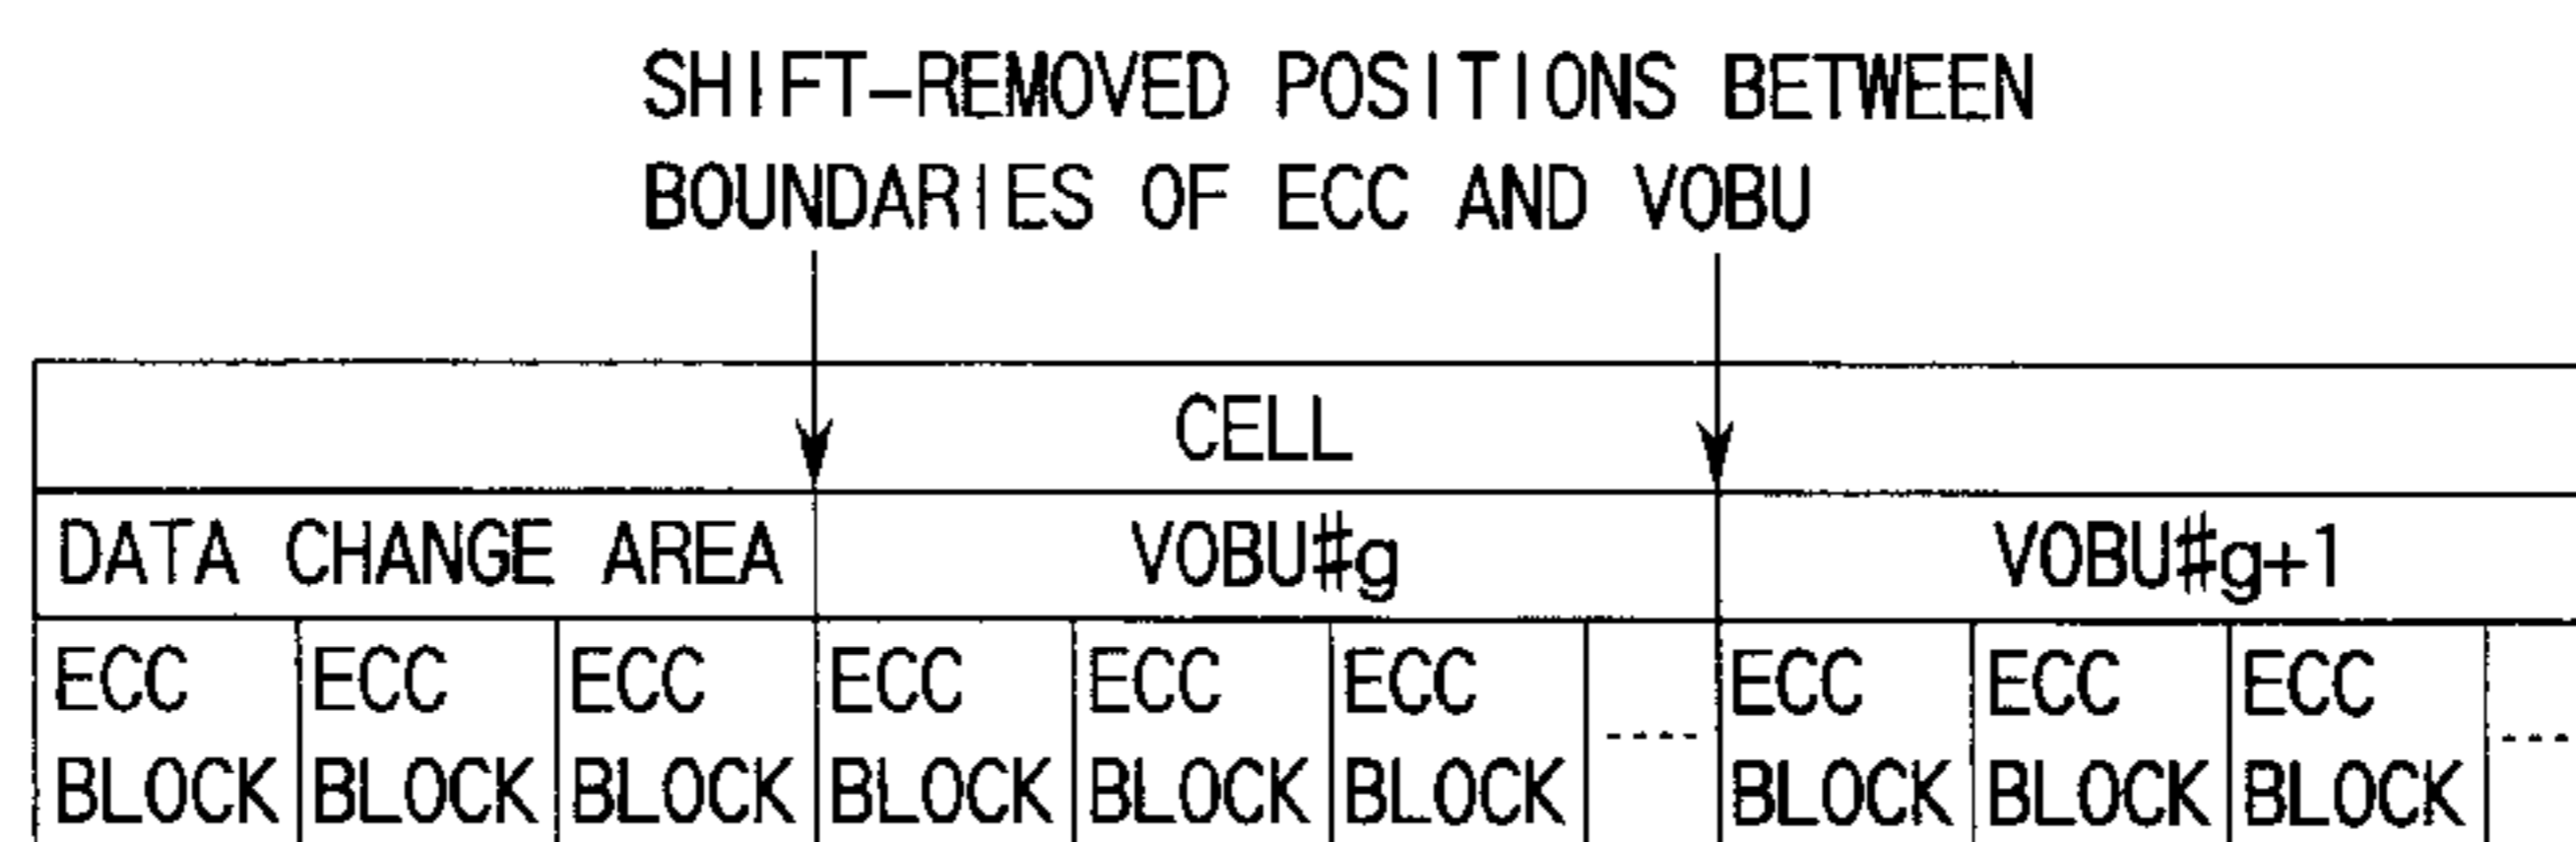 SHIFT-REMOVED POSITIONS BETWEEN
BOUNDARIES OF ECC AND VOBU
CELL
DATA CHANGE AREA VOBU#g VOBU#g+1
ECC ECC ECC ECC ECC ECC ECC ECC ECC
BLOCK BLOCK BLOCK BLOCK BLOCK BLOCK ---- BLOCK BLOCK BLOCK ---